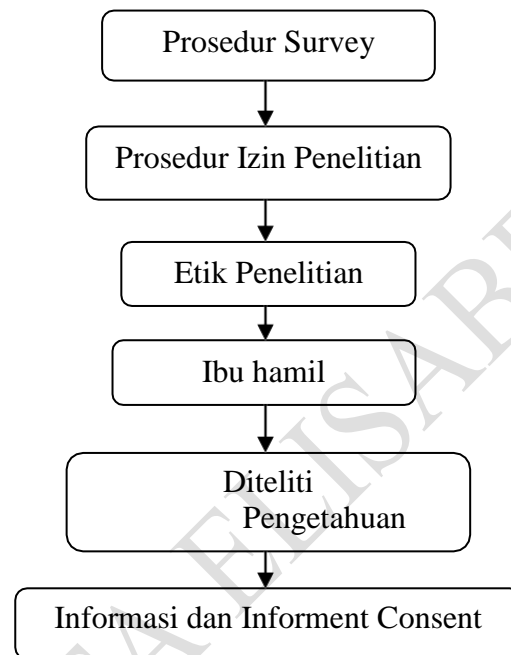 Prosedur Survey
Prosedur Izin Penelitian
Etik Penelitian
Ibu hamil
Diteliti
Pengetahuan
Informasi dan Informent Consent